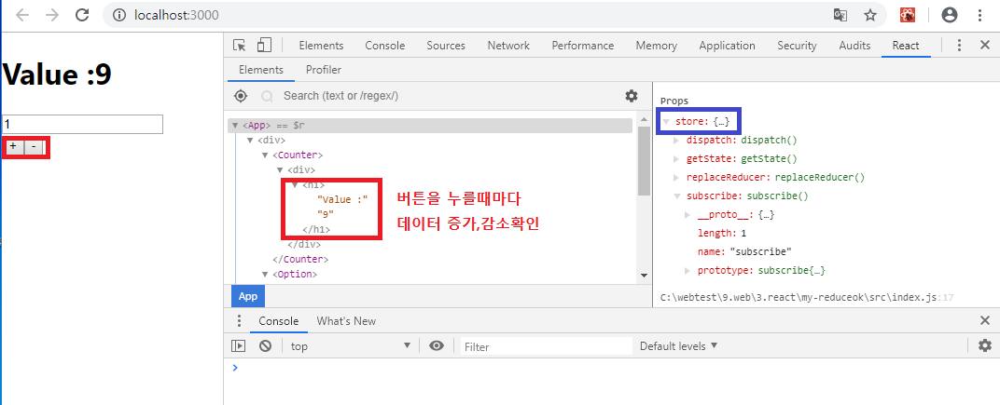 localhost:3000
Value :9
1
+ -
Elements Console Sources Network Performance Memory Application Security Audits React
Elements Profiler
Search (text or /regex/)
<App> == $r
<div>
<Counter>
<div>
<h1>
"Value :"
"9"
</h1>
</div>
</Counter>
<Option>
버튼을 누를때마다
데이터 증가,감소확인
App
Props
store: {…}
dispatch: dispatch()
getState: getState()
replaceReducer: replaceReducer()
subscribe: subscribe()
__proto__: {…}
length: 1
name: "subscribe"
prototype: subscribe{…}
C:\webtest\9.web\3.react\my-reduceok\src\index.js:17
Console What's New
top Filter Default levels